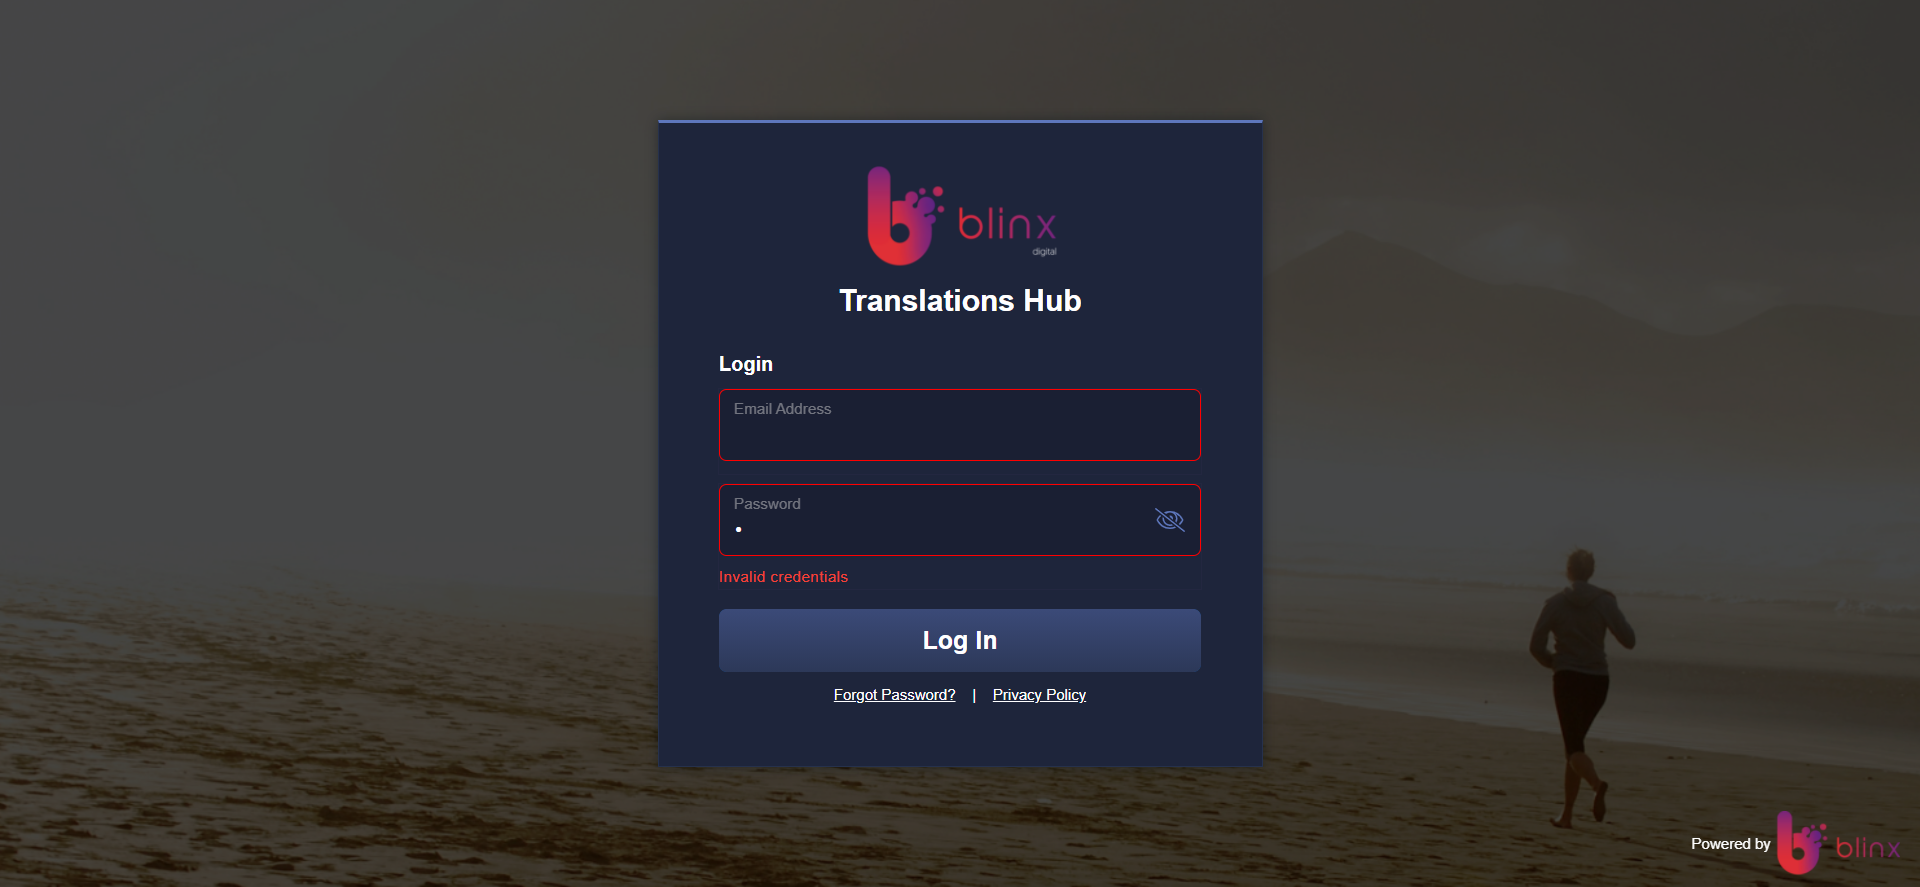 blinx
digital
Translations Hub
Login
Email Address
Password
Invalid credentials
Log In
Forgot Password? | Privacy Policy
Powered by blinx